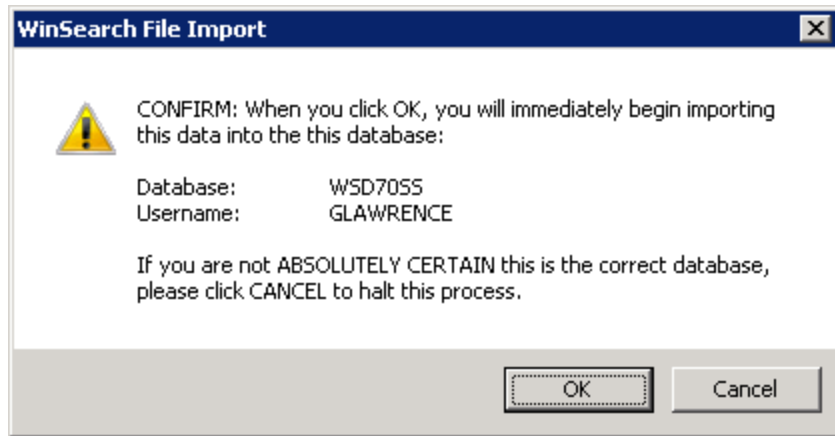 WinSearch File Import
CONFIRM: When you click OK, you will immediately begin importing
this data into the this database:
Database: WSD70SS
Username: GLAWRENCE
If you are not ABSOLUTELY CERTAIN this is the correct database,
please click CANCEL to halt this process.
OK Cancel